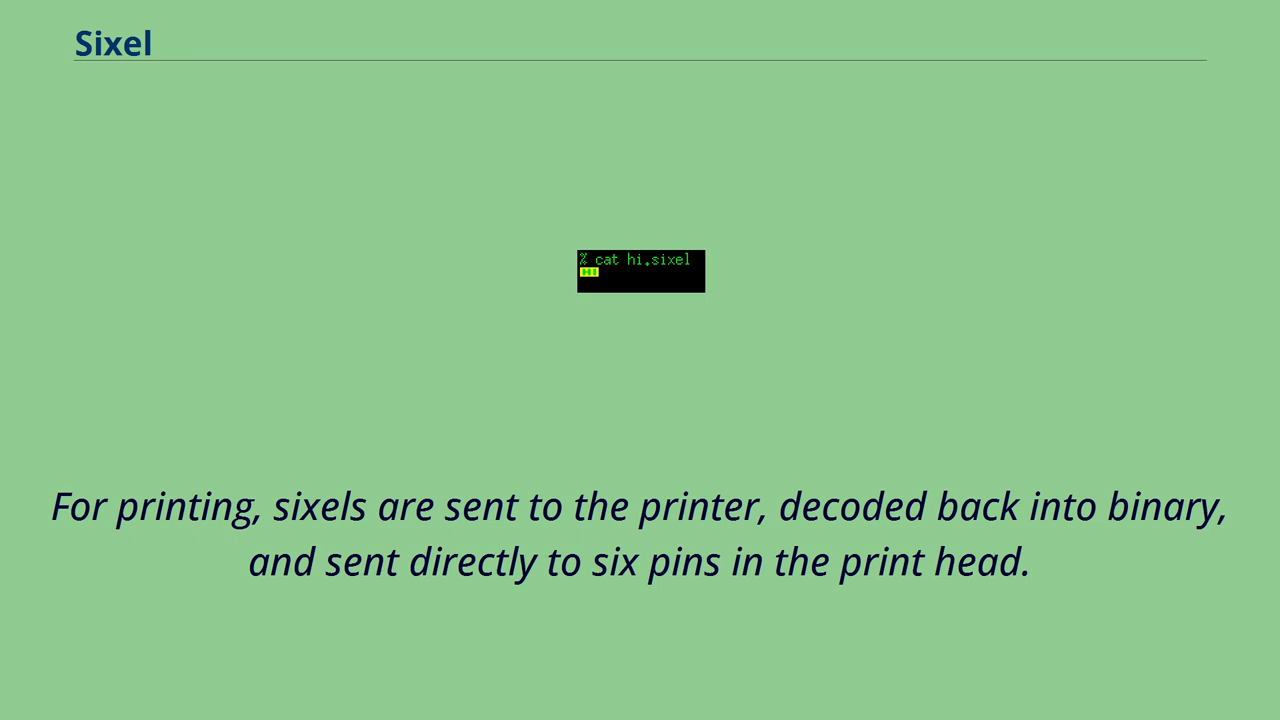 Sixel
% cat hi.sixel
HI
For printing, sixels are sent to the printer, decoded back into binary,
and sent directly to six pins in the print head.